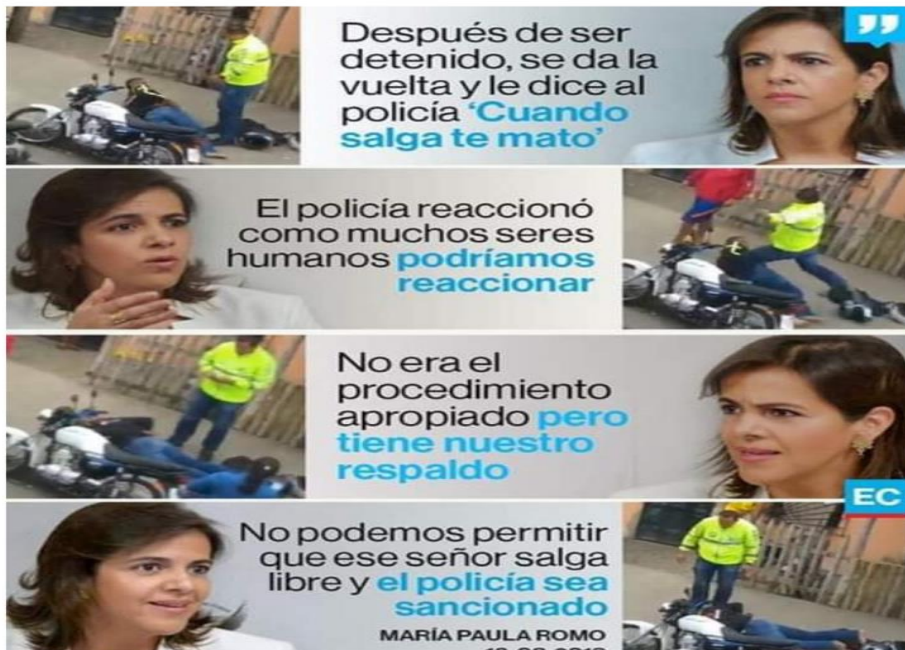 Después de ser
detenido, se da la
vuelta y le dice al
policía ‘Cuando
salga te mato’
El policía reaccionó
como muchos seres
humanos podríamos
reaccionar
No era el
procedimiento
apropiado pero
tiene nuestro
respaldo
EC
No podemos permitir
que ese señor salga
libre y el policía sea
sancionado
MARÍA PAULA ROMO